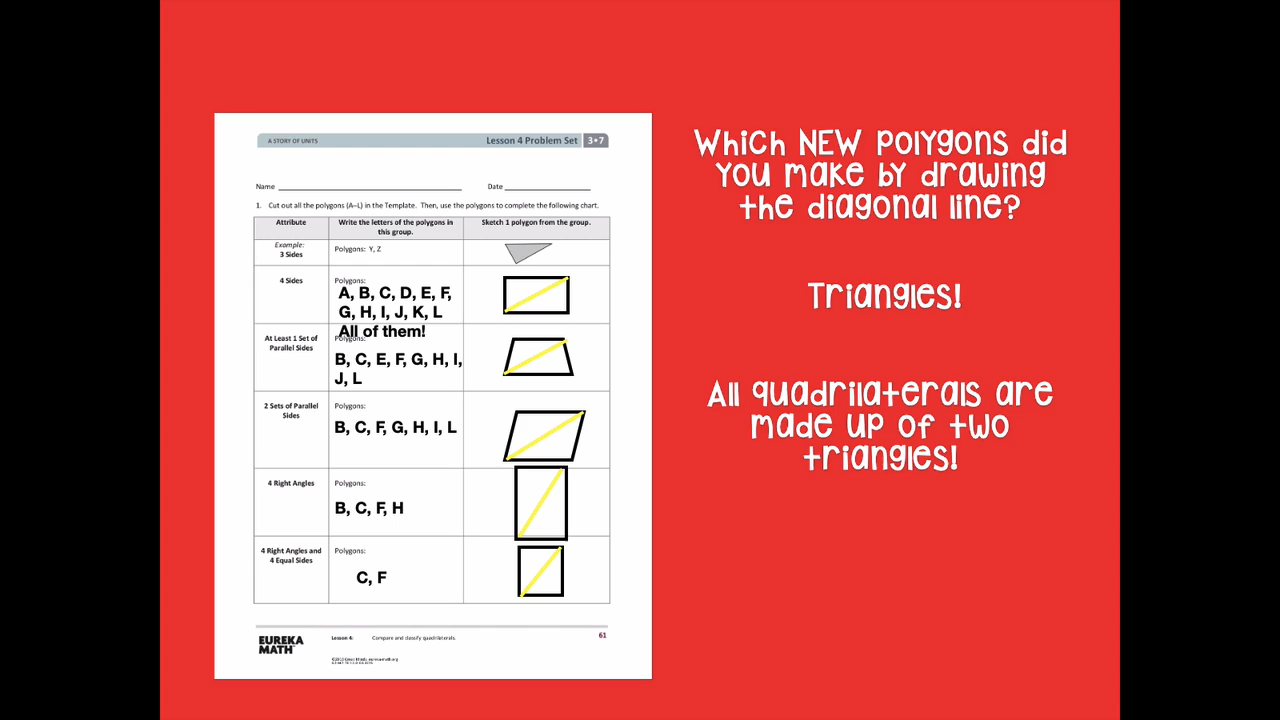 A STORY OF UNITS
Lesson 4 Problem Set 3•7
Name
Date
1. Cut out all the polygons (A–L) in the Template. Then, use the polygons to complete the following chart.
Attribute
Write the letters of the polygons in
this group.
Sketch 1 polygon from the group.
Example:
3 Sides
Polygons: Y, Z
4 Sides
Polygons:
A, B, C, D, E, F,
G, H, I, J, K, L
All of them!
At Least 1 Set of
Parallel Sides
Polygons:
B, C, E, F, G, H, I,
J, L
2 Sets of Parallel
Sides
Polygons:
B, C, F, G, H, I, L
4 Right Angles
Polygons:
B, C, F, H
4 Right Angles and
4 Equal Sides
Polygons:
C, F
EUREKA
MATH
Lesson 4: Compare and classify quadrilaterals.
61
Which NEW polygons did
you make by drawing
the diagonal line?
Triangles!
All quadrilaterals are
made up of two
triangles!